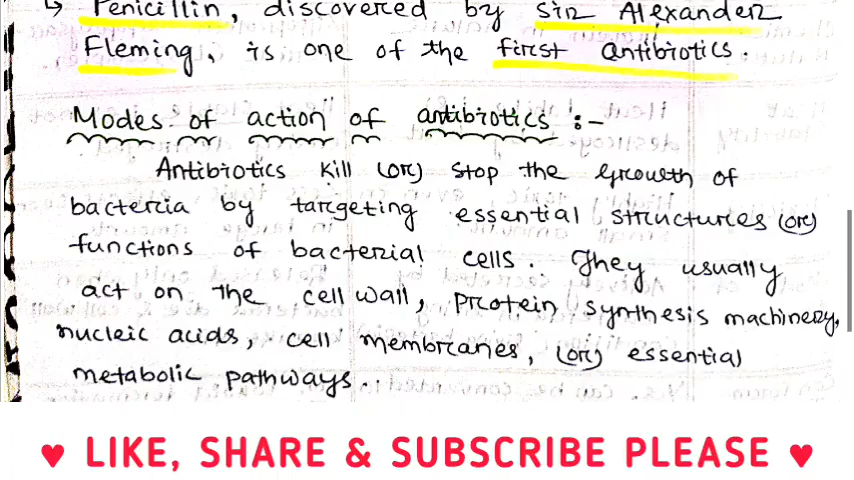 ↳ Penicillin, discovered by Sir Alexander
Fleming, is one of the first antibiotics.
Modes of action of antibiotics :-
Antibiotics kill (or) stop the growth of
bacteria by targeting essential structures (or)
functions of bacterial cells. They usually
act on the cell wall, protein synthesis machinery,
nucleic acids, cell membranes, (or) essential
metabolic pathways..
♥ LIKE, SHARE & SUBSCRIBE PLEASE ♥